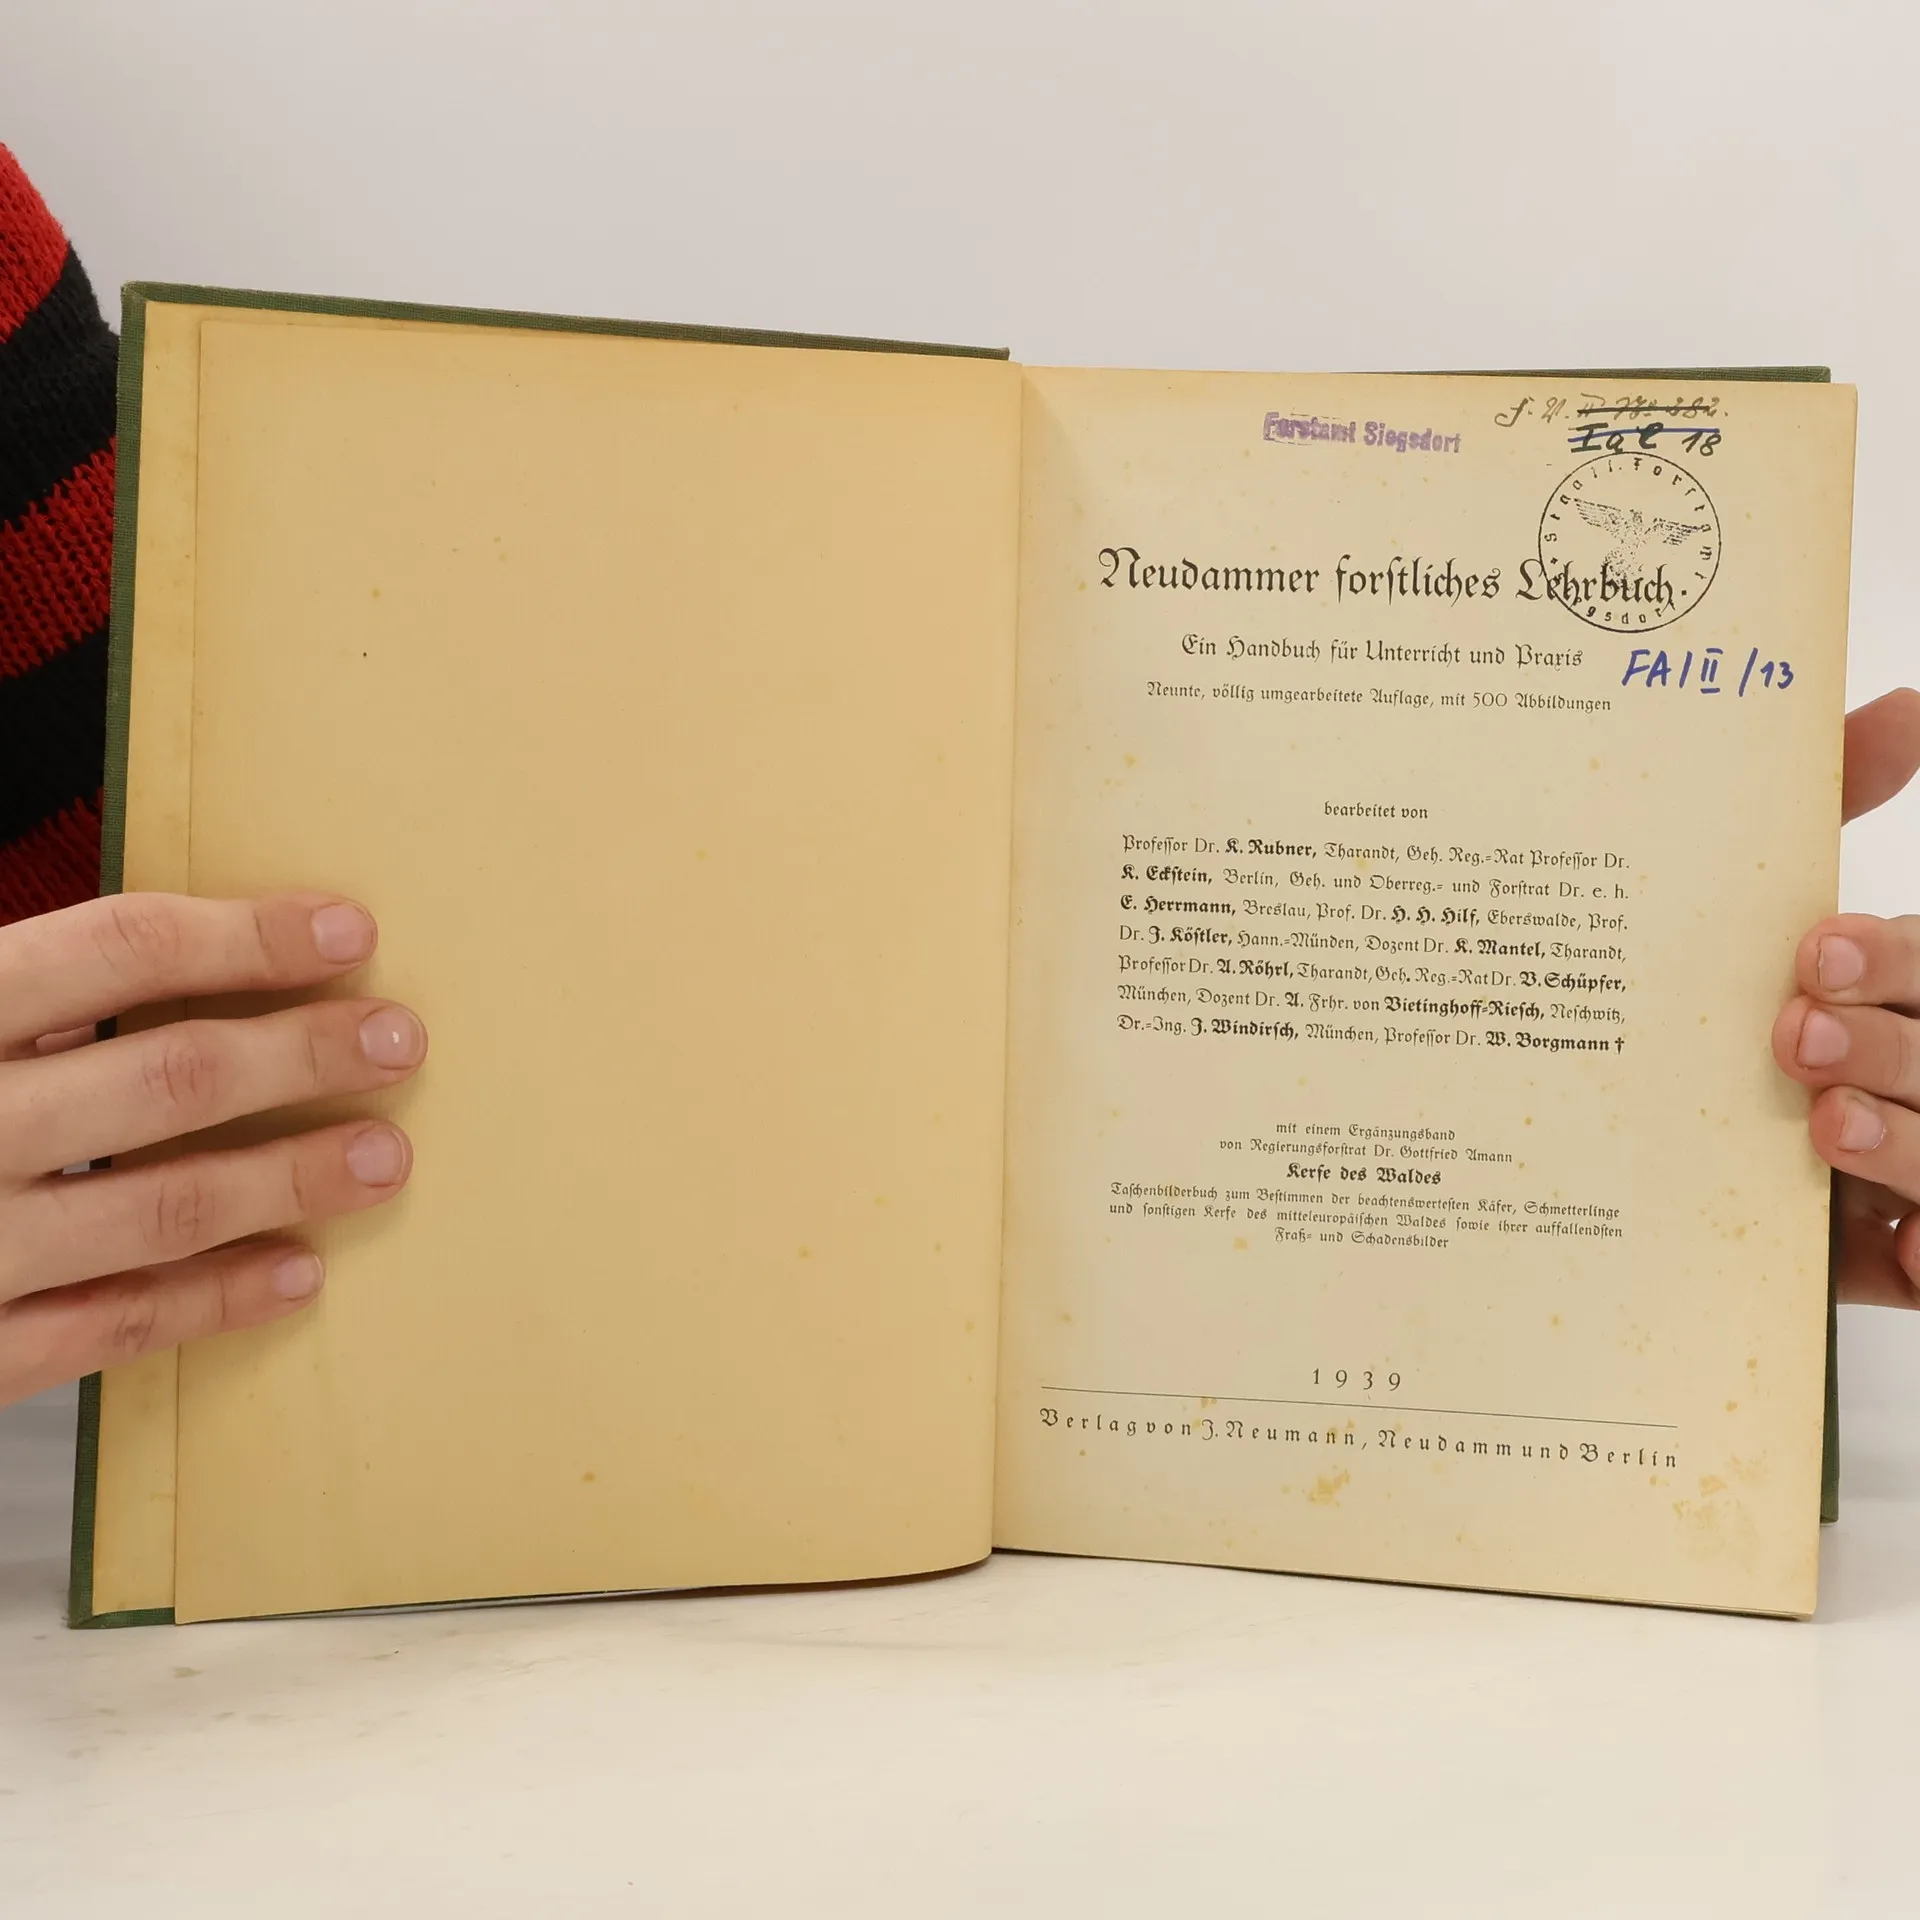 F. V. II No 282.
Forstamt Siegsdorf
I a C 18
Staatl. Forstamt
Siegsdorf
Neudammer forſtliches Lehrbuch
Ein Handbuch für Unterricht und Praxis
FA/II/13
Neunte, völlig umgearbeitete Auflage, mit 500 Abbildungen
bearbeitet von
Profeſſor Dr. K. Rubner, Tharandt, Geh. Reg.-Rat Profeſſor Dr.
K. Eckſtein, Berlin, Geh. und Oberreg.- und Forſtrat Dr. e. h.
E. Herrmann, Breslau, Prof. Dr. H. H. Hilf, Eberswalde, Prof.
Dr. J. Köſtler, Hann.-Münden, Dozent Dr. K. Mantel, Tharandt,
Profeſſor Dr. A. Röhrl, Tharandt, Geh. Reg.-Rat Dr. V. Schüpfer,
München, Dozent Dr. A. Frhr. von Vietinghoff-Rieſch, Neſchwitz,
Dr.-Ing. J. Windirſch, München, Profeſſor Dr. W. Borgmann †
mit einem Ergänzungsband
von Regierungsforſtrat Dr. Gottfried Amann
Kerfe des Waldes
Taſchenbilderbuch zum Beſtimmen der beachtenswerteſten Käfer, Schmetterlinge
und ſonſtigen Kerfe des mitteleuropäiſchen Waldes ſowie ihrer auffallendſten
Fraß- und Schadensbilder
1939
Verlag von J. Neumann, Neudamm und Berlin